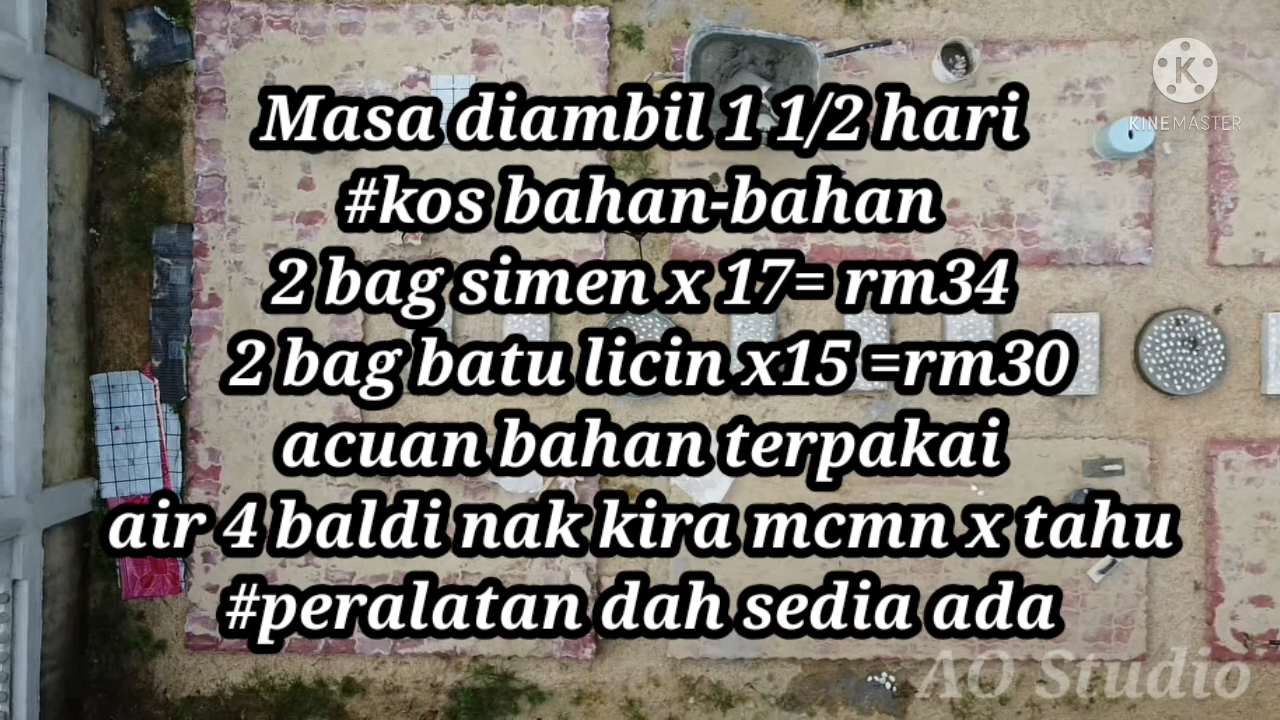 K
KINEMASTER
Masa diambil 1 1/2 hari
#kos bahan-bahan
2 bag simen x 17= rm34
2 bag batu licin x15 =rm30
acuan bahan terpakai
air 4 baldi nak kira mcmn x tahu
#peralatan dah sedia ada
AO Studio